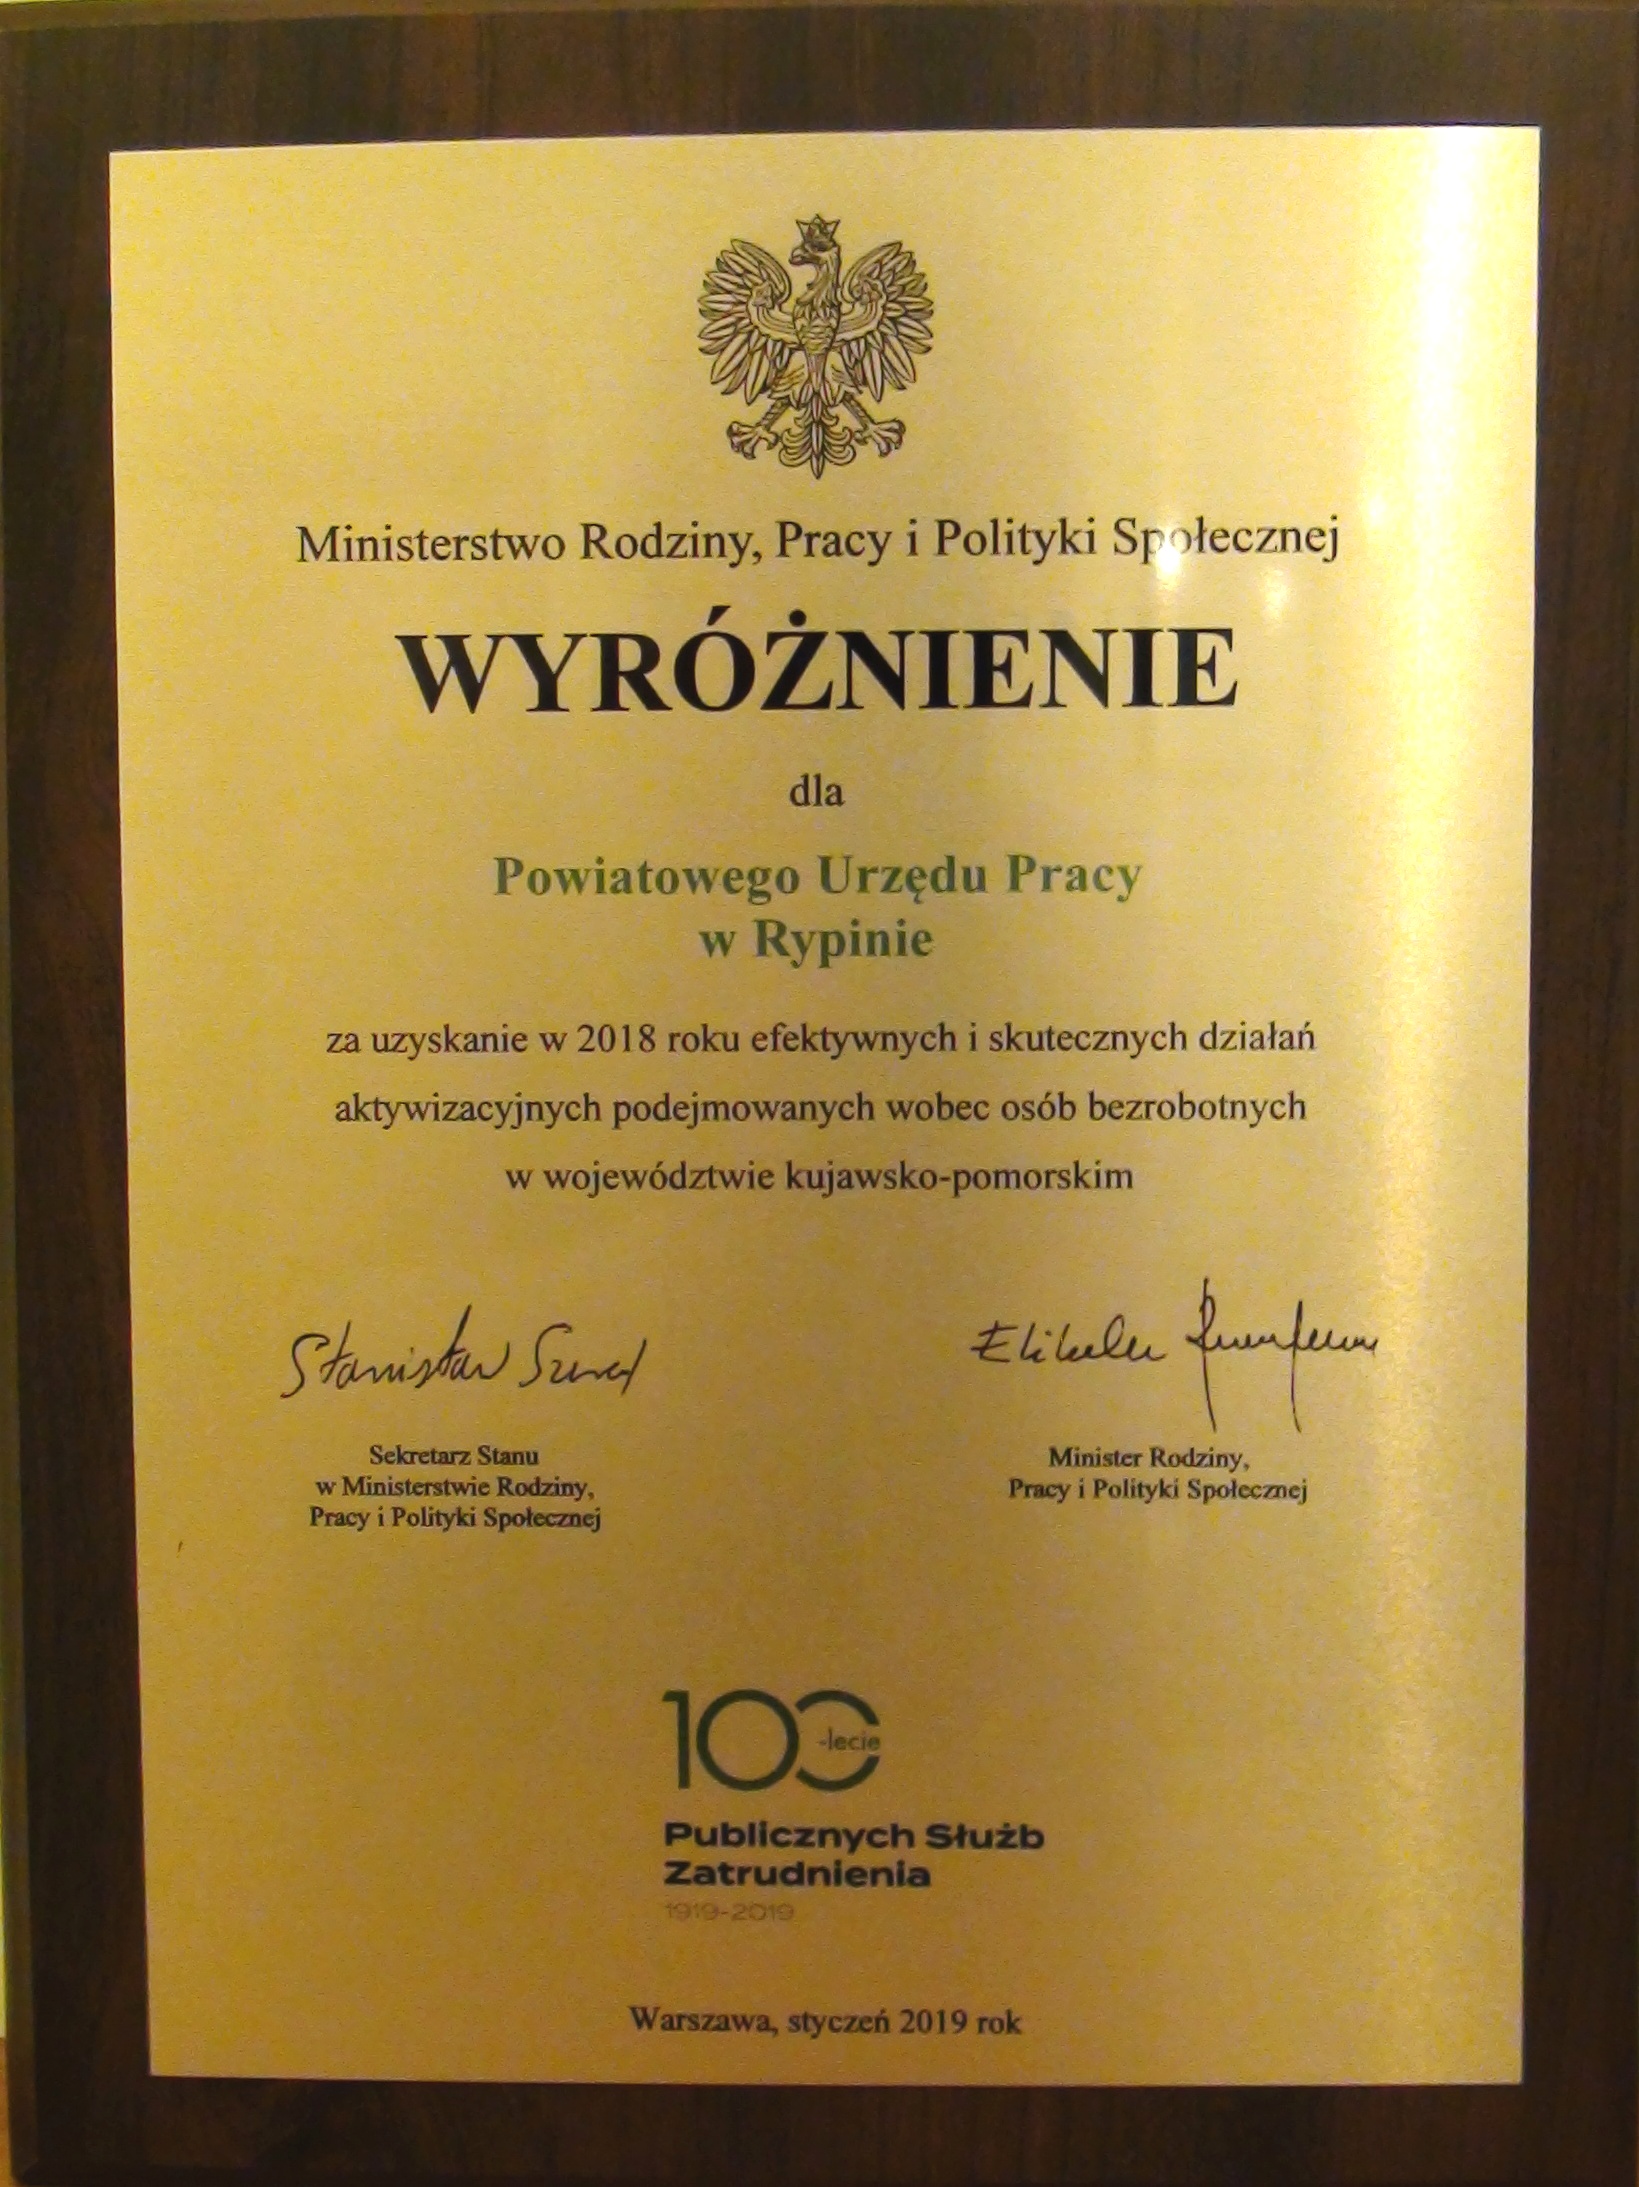 Ministerstwo Rodziny, Pracy i Polityki Społecznej
WYRÓŻNIENIE
dla
Powiatowego Urzędu Pracy
w Rypinie
za uzyskanie w 2018 roku efektywnych i skutecznych działań
aktywizacyjnych podejmowanych wobec osób bezrobotnych
w województwie kujawsko-pomorskim
Stanisław Szwed
Sekretarz Stanu
w Ministerstwie Rodziny,
Pracy i Polityki Społecznej
Minister Rodziny,
Pracy i Polityki Społecznej
100
-lecie
Publicznych Służb
Zatrudnienia
1919-2019
Warszawa, styczeń 2019 rok